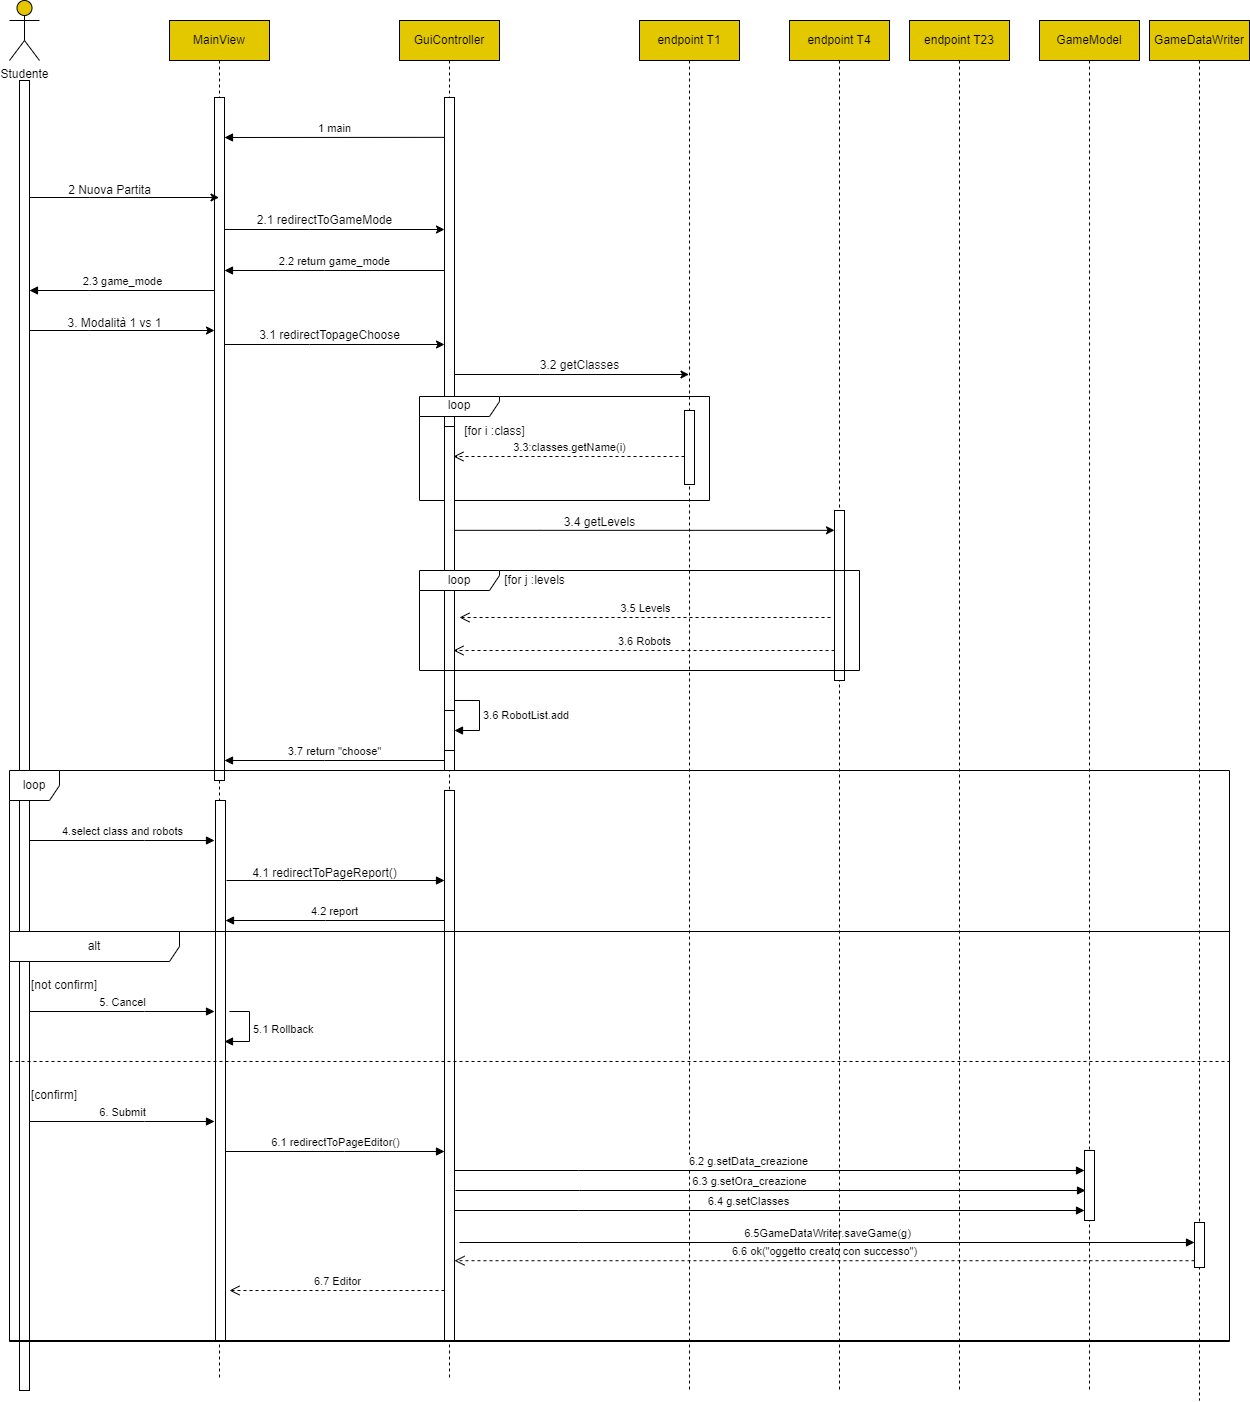 Studente
MainView
GuiController
endpoint T1
endpoint T4
endpoint T23
GameModel
GameDataWriter
1 main
2 Nuova Partita
2.1 redirectToGameMode
2.2 return game_mode
2.3 game_mode
3. Modalità 1 vs 1
3.1 redirectTopageChoose
3.2 getClasses
loop
[for i :class]
3.3:classes.getName(i)
3.4 getLevels
loop
[for j :levels
3.5 Levels
3.6 Robots
3.6 RobotList.add
3.7 return "choose"
loop
4.select class and robots
4.1 redirectToPageReport()
4.2 report
alt
[not confirm]
5. Cancel
5.1 Rollback
[confirm]
6. Submit
6.1 redirectToPageEditor()
6.2 g.setData_creazione
6.3 g.setOra_creazione
6.4 g.setClasses
6.5GameDataWriter.saveGame(g)
6.6 ok("oggetto creato con successo")
6.7 Editor